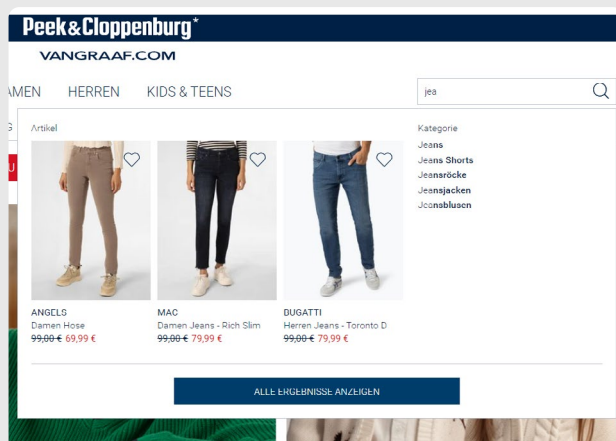 Peek&Cloppenburg*
VANGRAAF.COM
AMEN HERREN KIDS & TEENS
jea
Artikel
Kategorie
Jeans
Jeans Shorts
Jeansröcke
Jeansjacken
Jeansblusen
ANGELS
Damen Hose
99,00 € 69,99 €
MAC
Damen Jeans - Rich Slim
99,00 € 79,99 €
BUGATTI
Herren Jeans - Toronto D
99,00 € 79,99 €
ALLE ERGEBNISSE ANZEIGEN